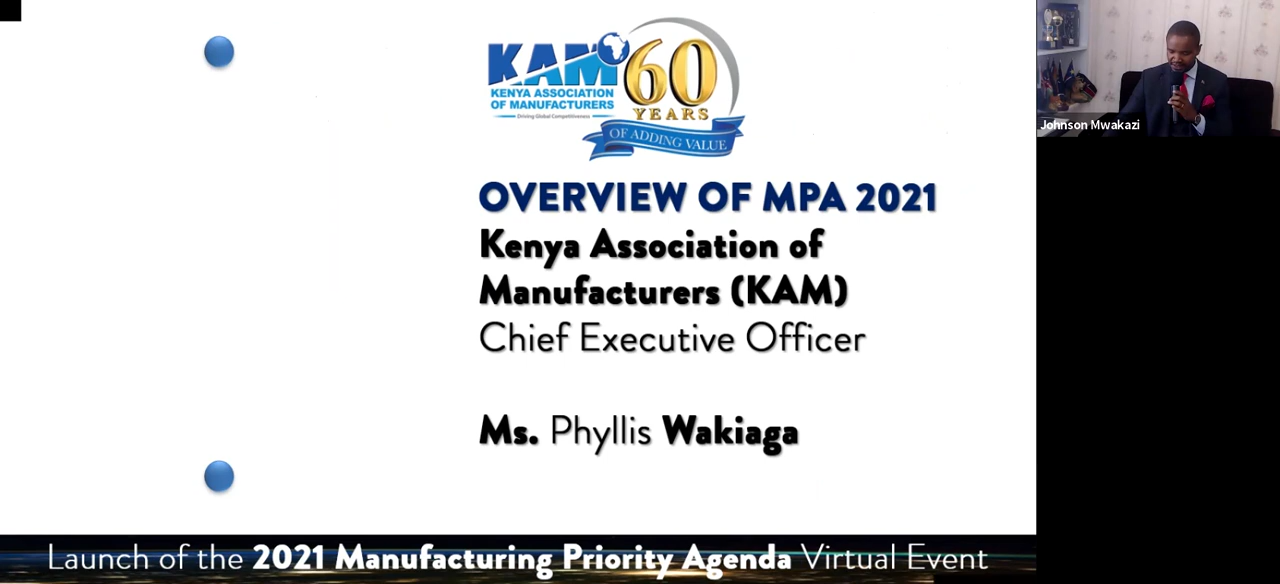 KAM
KENYA ASSOCIATION
OF MANUFACTURERS
Driving Global Competitiveness
60
YEARS
OF ADDING VALUE
OVERVIEW OF MPA 2021
Kenya Association of
Manufacturers (KAM)
Chief Executive Officer
Ms. Phyllis Wakiaga
Launch of the 2021 Manufacturing Priority Agenda Virtual Event
Johnson Mwakazi